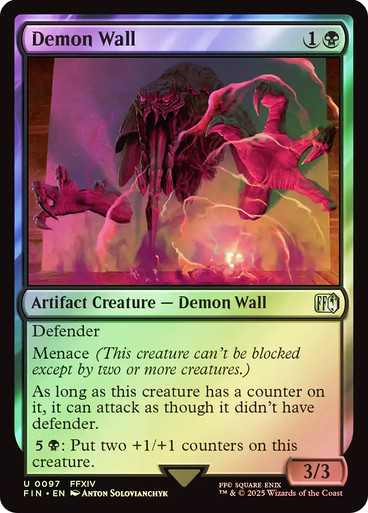 Demon Wall 1
Artifact Creature — Demon Wall FFC
Defender
Menace (This creature can't be blocked
except by two or more creatures.)
As long as this creature has a counter on
it, it can attack as though it didn't have
defender.
5 : Put two +1/+1 counters on this
creature.
3/3
U 0097 FFXIV
FIN • EN Anton Solovianchyk
FF© SQUARE ENIX
™ & © 2025 Wizards of the Coast